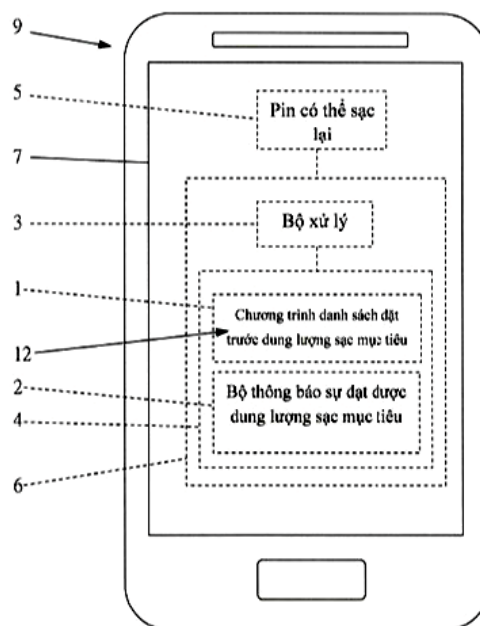 9
5
Pin có thể sạc
lại
7
3
Bộ xử lý
1
Chương trình danh sách đặt
trước dung lượng sạc mục tiêu
12
2
Bộ thông báo sự đạt được
dung lượng sạc mục tiêu
4
6